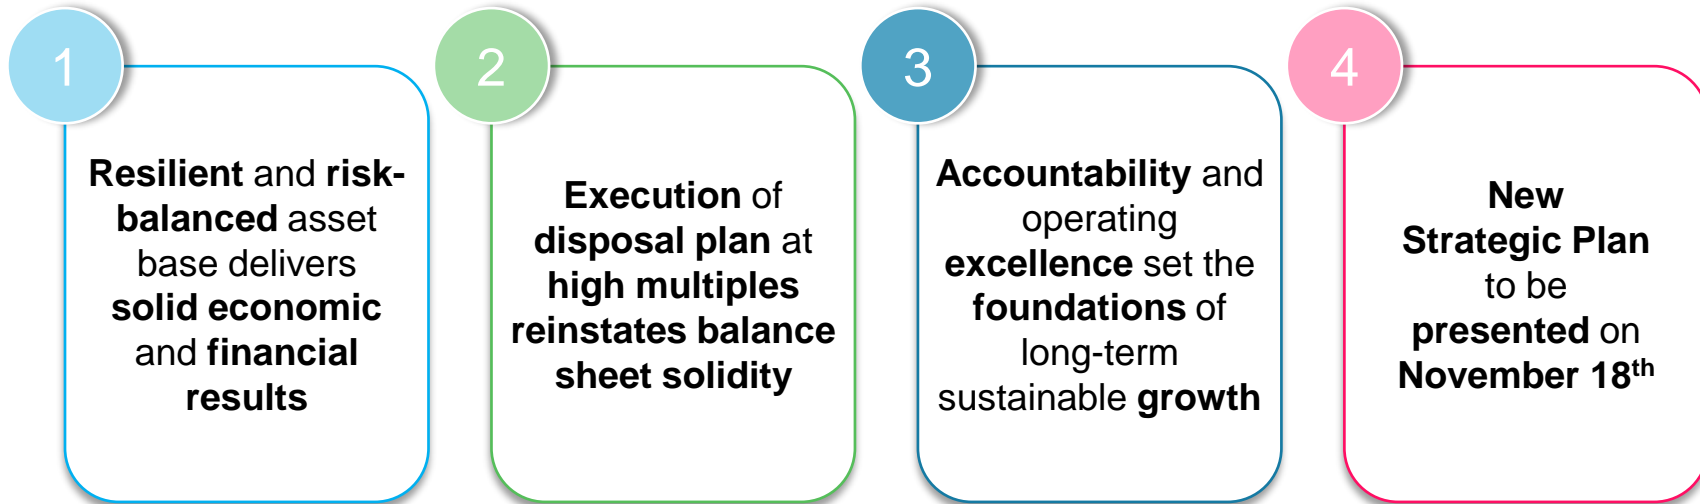 1
Resilient and risk-
balanced asset
base delivers
solid economic
and financial
results
2
Execution of
disposal plan at
high multiples
reinstates balance
sheet solidity
3
Accountability and
operating
excellence set the
foundations of
long-term
sustainable growth
4
New
Strategic Plan
to be
presented on
November 18th